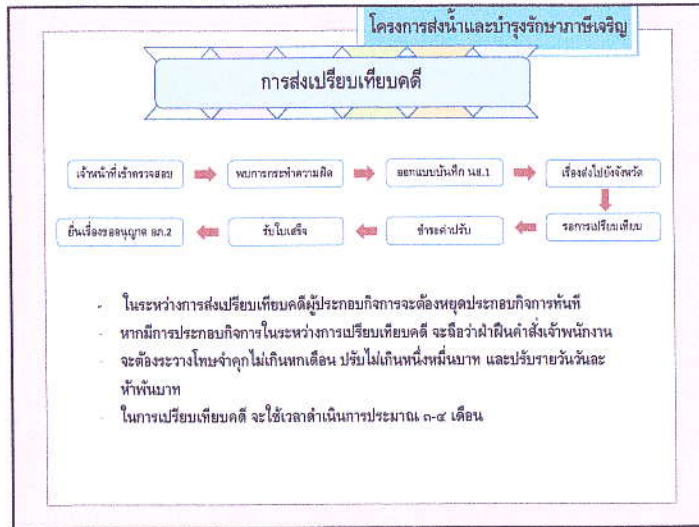 โครงการส่งน้ำและบำรุงรักษาภาษีเจริญ
การส่งเปรียบเทียบคดี
เจ้าหน้าที่เข้าตรวจสอบ
พบการกระทำความผิด
ออกแบบบันทึก นส.1
เรื่องส่งไปยังจังหวัด
รอการเปรียบเทียบ
ชำระค่าปรับ
รับใบเสร็จ
ยื่นเรื่องขออนุญาต อภ.2
- ในระหว่างการส่งเปรียบเทียบคดีผู้ประกอบกิจการจะต้องหยุดประกอบกิจการทันที
- หากมีการประกอบกิจการในระหว่างการเปรียบเทียบคดี จะถือว่าฝ่าฝืนคำสั่งเจ้าพนักงาน
- จะต้องระวางโทษจำคุกไม่เกินหกเดือน ปรับไม่เกินหนึ่งหมื่นบาท และปรับรายวันวันละ
ห้าพันบาท
- ในการเปรียบเทียบคดี จะใช้เวลาดำเนินการประมาณ ๓-๔ เดือน